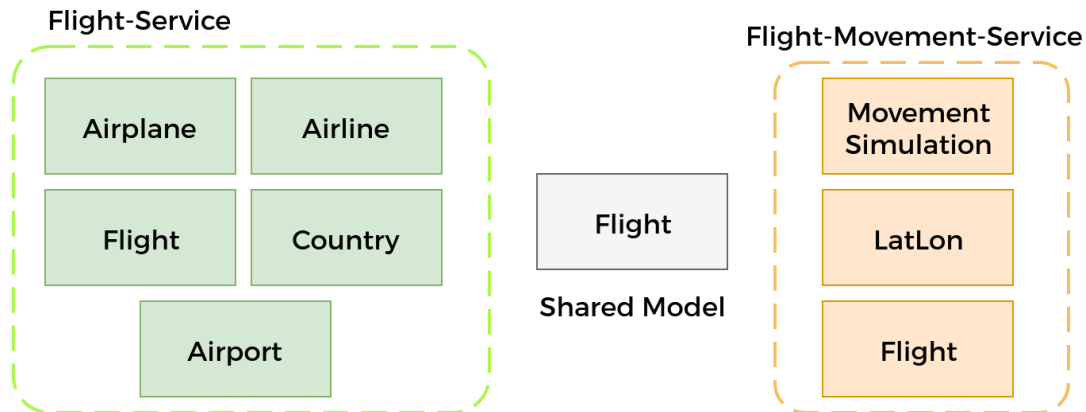 Flight-Service
Airplane
Airline
Flight
Country
Airport
Flight
Shared Model
Flight-Movement-Service
Movement
Simulation
LatLon
Flight